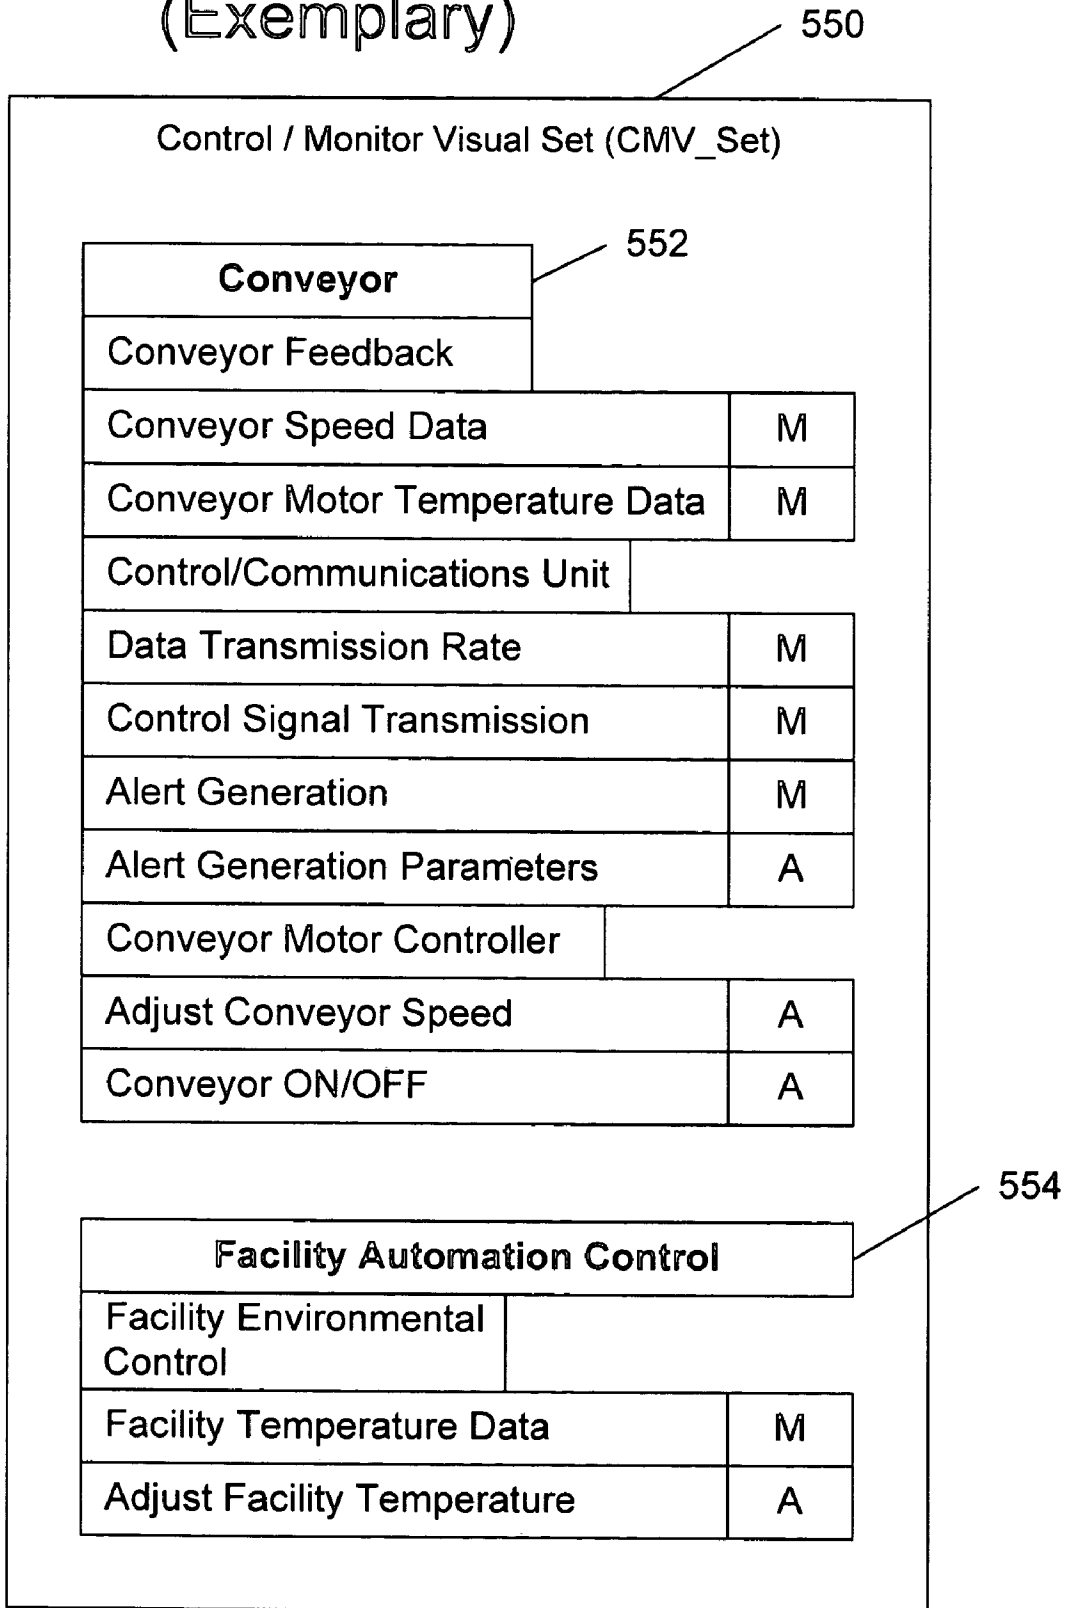 (Exemplary)
550
Control / Monitor Visual Set (CMV_Set)
552
Conveyor
Conveyor Feedback
Conveyor Speed Data M
Conveyor Motor Temperature Data M
Control/Communications Unit
Data Transmission Rate M
Control Signal Transmission M
Alert Generation M
Alert Generation Parameters A
Conveyor Motor Controller
Adjust Conveyor Speed A
Conveyor ON/OFF A
554
Facility Automation Control
Facility Environmental
Control
Facility Temperature Data M
Adjust Facility Temperature A